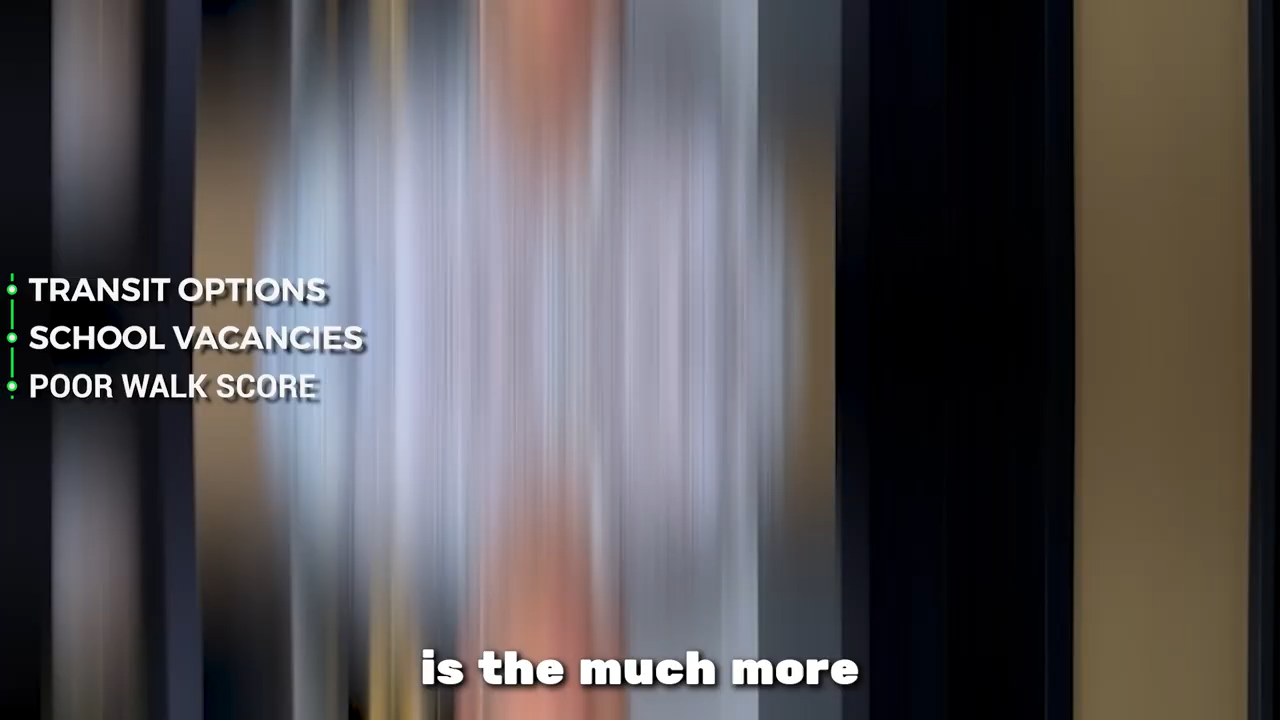 TRANSIT OPTIONS
SCHOOL VACANCIES
POOR WALK SCORE
is the much more